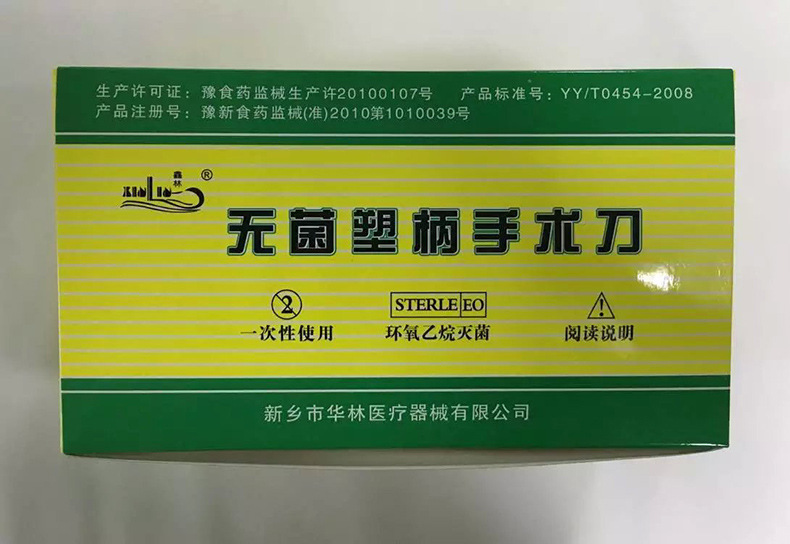 生产许可证：豫食药监械生产许20100107号 产品标准号：YY/T0454-2008
产品注册号：豫新食药监械(准)2010第1010039号
鑫林
XINLIN ®
无菌塑柄手术刀
2 STERLE EO
一次性使用 环氧乙烷灭菌 阅读说明
新乡市华林医疗器械有限公司